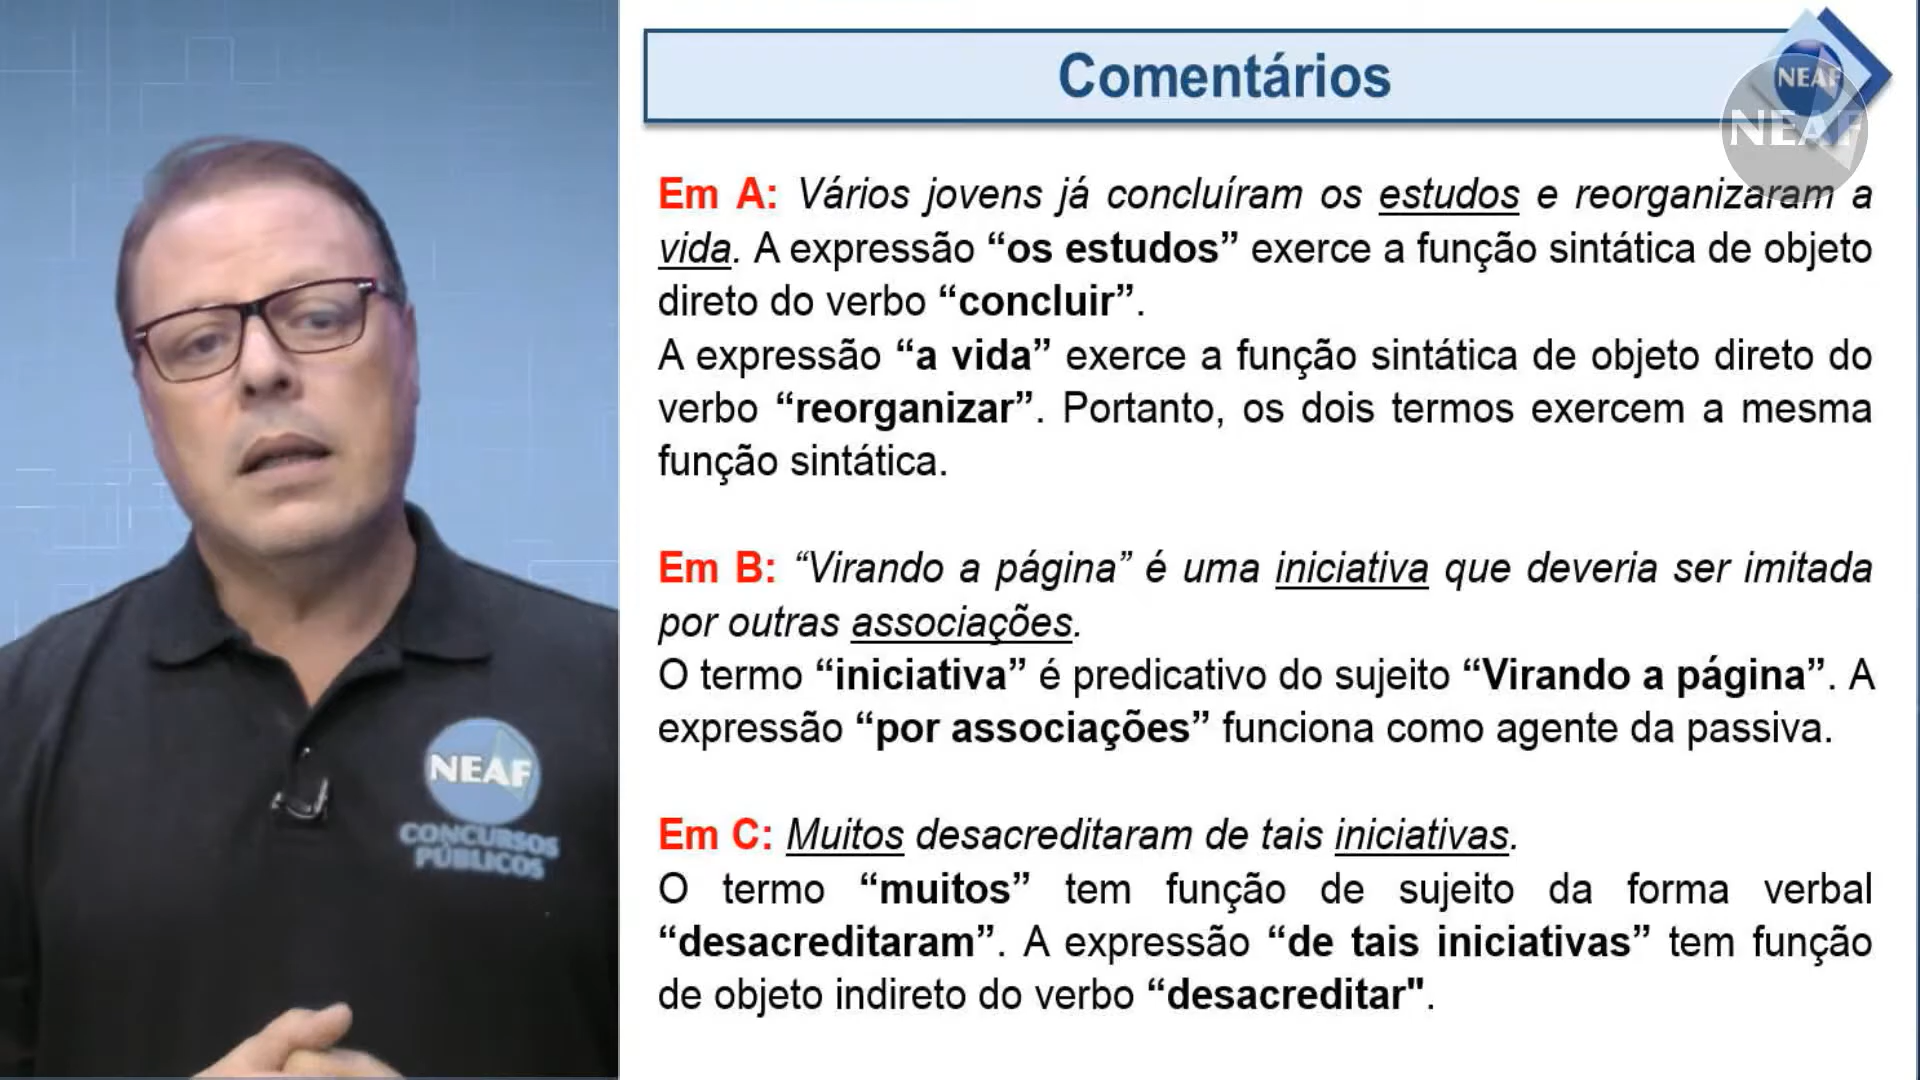 Comentários
NEAF
NEAF
Em A: Vários jovens já concluíram os estudos e reorganizaram a
vida. A expressão “os estudos” exerce a função sintática de objeto
direto do verbo “concluir”.
A expressão “a vida” exerce a função sintática de objeto direto do
verbo “reorganizar”. Portanto, os dois termos exercem a mesma
função sintática.
Em B: “Virando a página” é uma iniciativa que deveria ser imitada
por outras associações.
O termo “iniciativa” é predicativo do sujeito “Virando a página”. A
expressão “por associações” funciona como agente da passiva.
Em C: Muitos desacreditaram de tais iniciativas.
O termo “muitos” tem função de sujeito da forma verbal
“desacreditaram”. A expressão “de tais iniciativas” tem função
de objeto indireto do verbo “desacreditar".
NEAF
CONCURSOS
PÚBLICOS